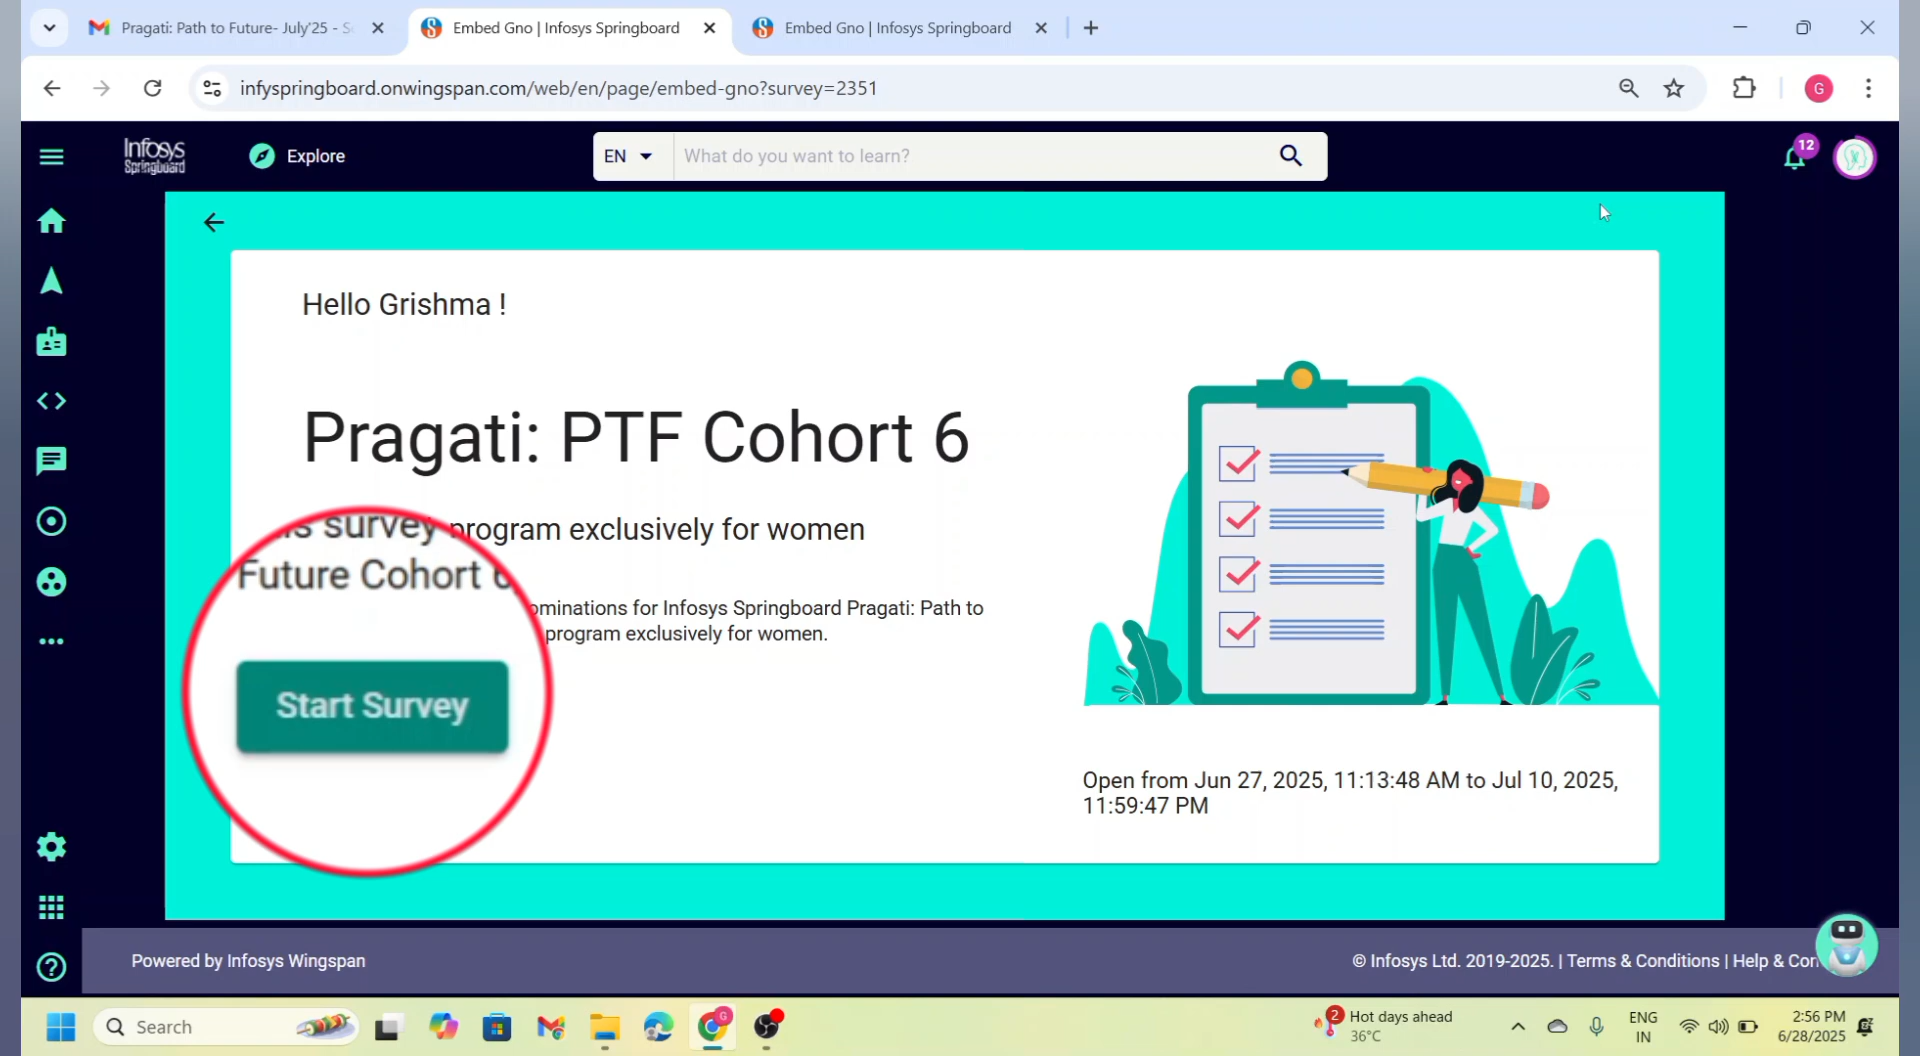 Pragati: Path to Future- July'25 - S
Embed Gno | Infosys Springboard
Embed Gno | Infosys Springboard
infyspringboard.onwingspan.com/web/en/page/embed-gno?survey=2351
G
Infosys
Springboard
Explore
EN
What do you want to learn?
12
Hello Grishma !
Pragati: PTF Cohort 6
survey program exclusively for women
Future Cohort 6
ominations for Infosys Springboard Pragati: Path to
program exclusively for women.
Start Survey
Open from Jun 27, 2025, 11:13:48 AM to Jul 10, 2025,
11:59:47 PM
Powered by Infosys Wingspan
© Infosys Ltd. 2019-2025. | Terms & Conditions | Help & Con
Search
G
2
Hot days ahead
36°C
ENG
IN
2:56 PM
6/28/2025